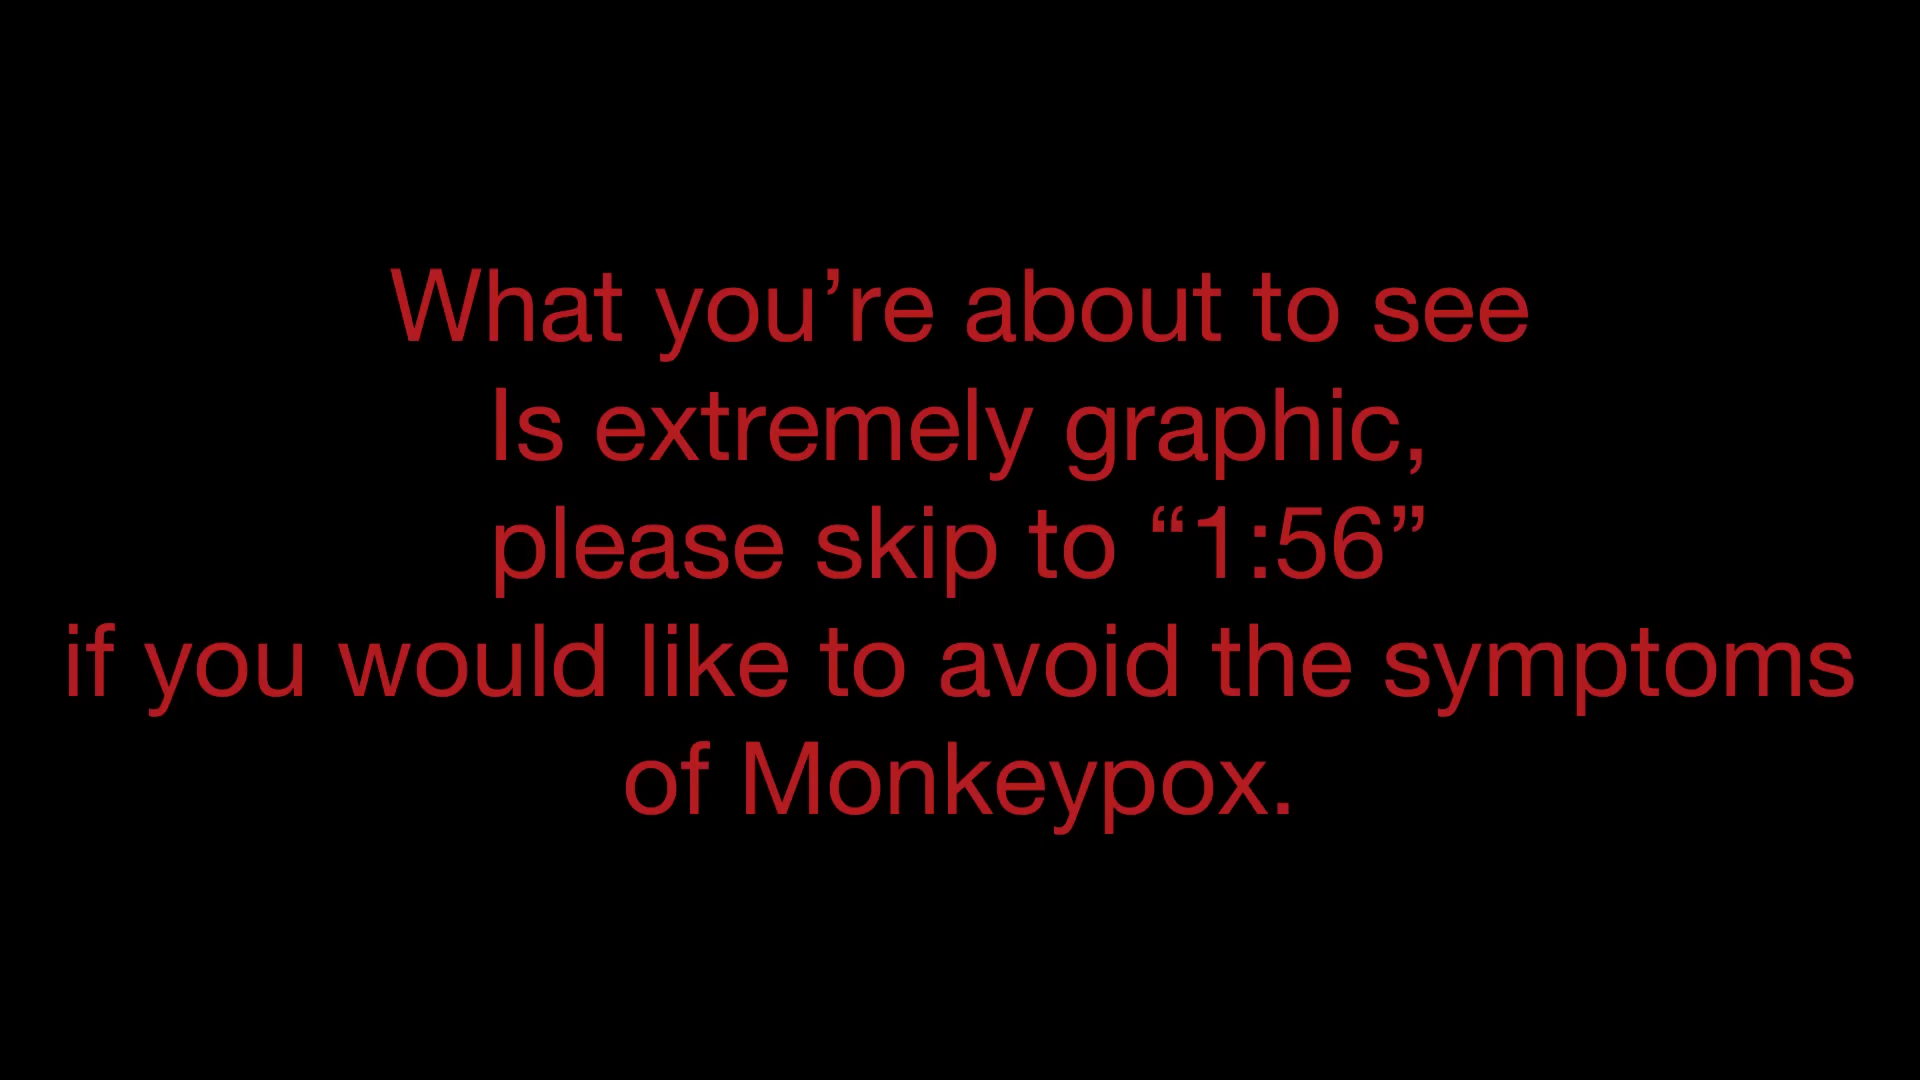 What you’re about to see
Is extremely graphic,
please skip to “1:56”
if you would like to avoid the symptoms
of Monkeypox.